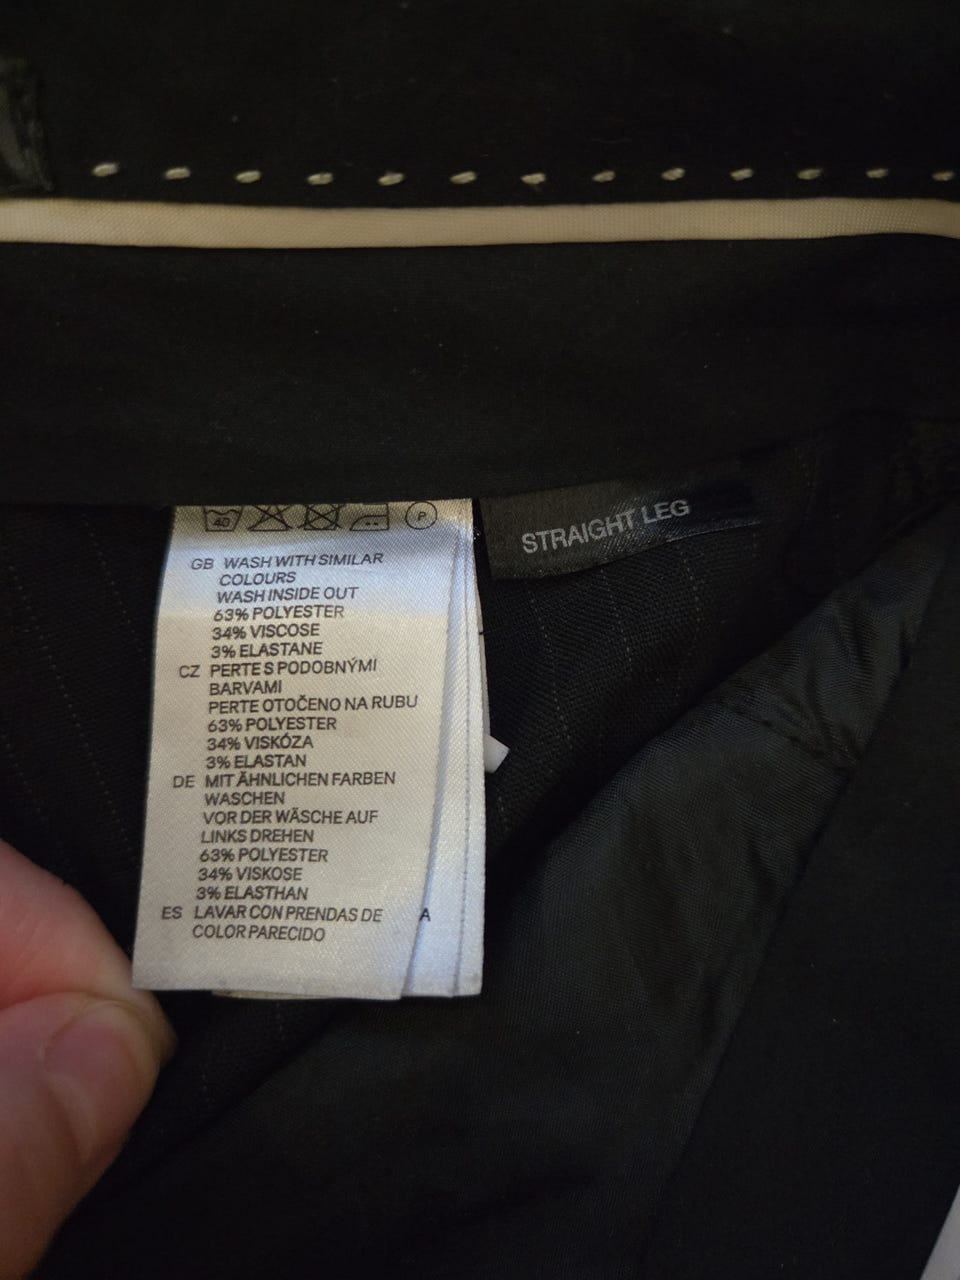 40 P
GB WASH WITH SIMILAR
COLOURS
WASH INSIDE OUT
63% POLYESTER
34% VISCOSE
3% ELASTANE
CZ PERTE S PODOBNÝMI
BARVAMI
PERTE OTOČENO NA RUBU
63% POLYESTER
34% VISKÓZA
3% ELASTAN
DE MIT ÄHNLICHEN FARBEN
WASCHEN
VOR DER WÄSCHE AUF
LINKS DREHEN
63% POLYESTER
34% VISKOSE
3% ELASTHAN
ES LAVAR CON PRENDAS DE
COLOR PARECIDO
A
STRAIGHT LEG